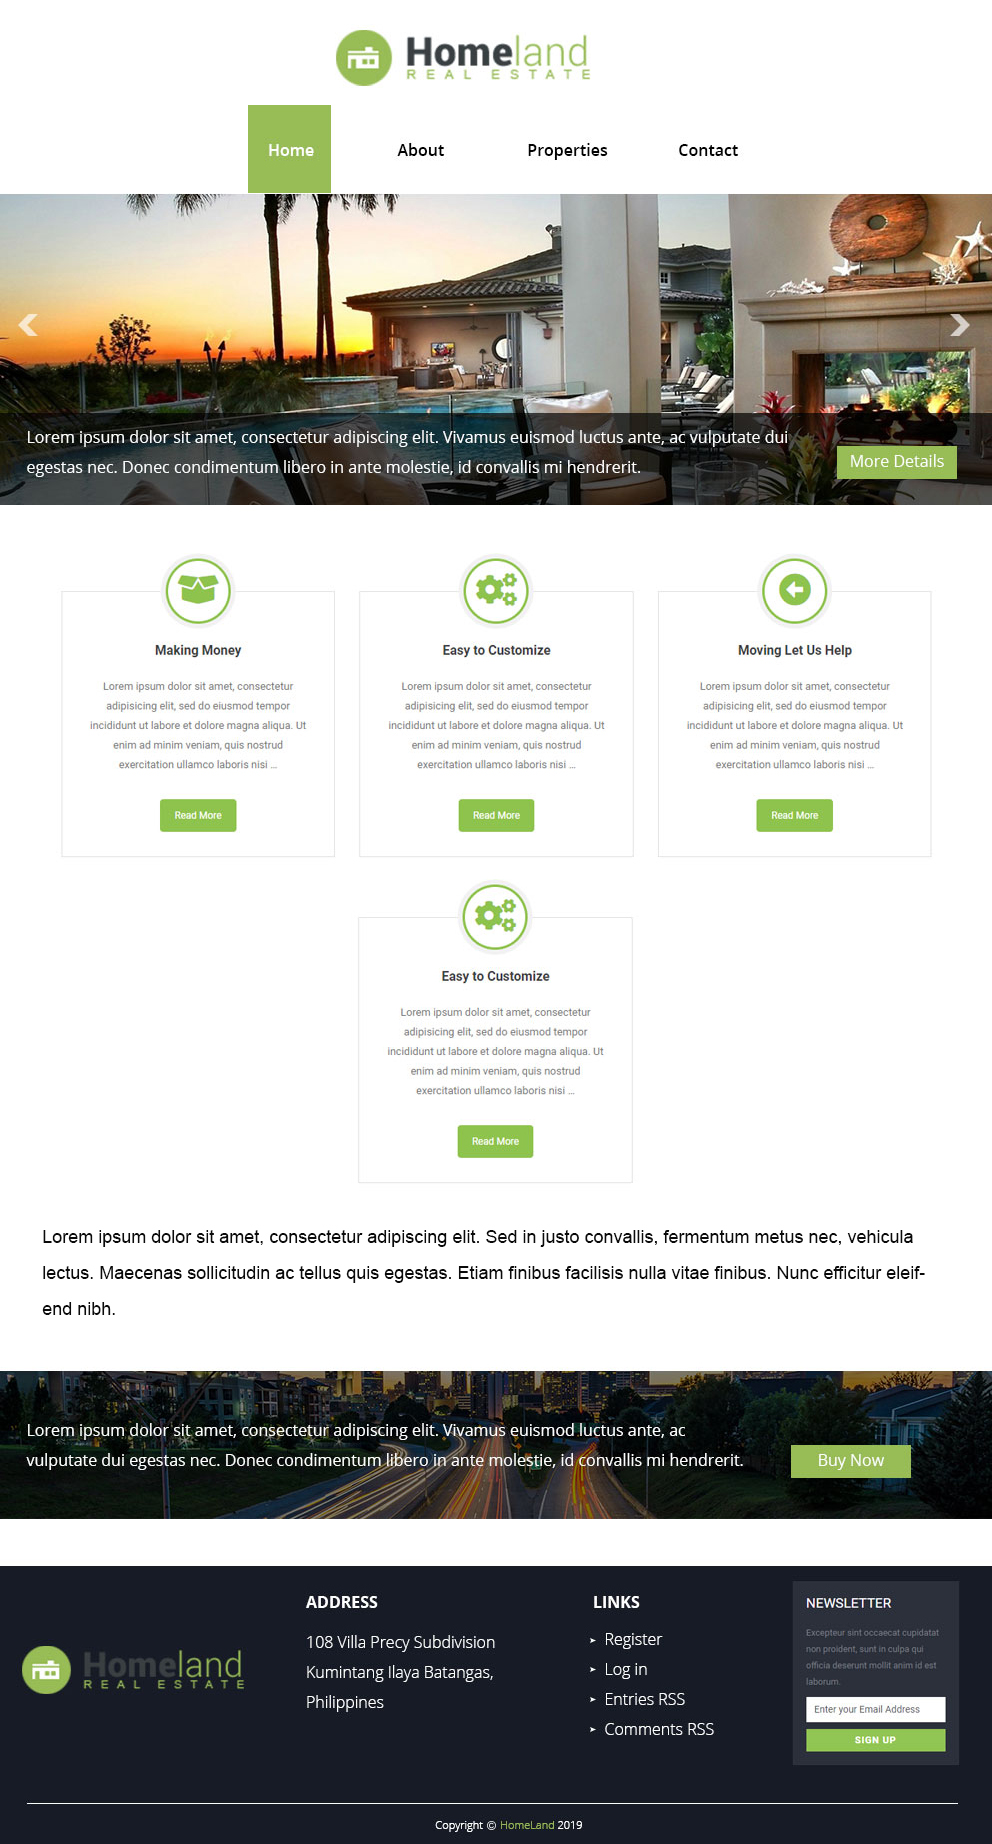 Homeland
REAL ESTATE
Home About Properties Contact
Lorem ipsum dolor sit amet, consectetur adipiscing elit. Vivamus euismod luctus ante, ac vulputate dui
egestas nec. Donec condimentum libero in ante molestie, id convallis mi hendrerit.
More Details
Making Money
Lorem ipsum dolor sit amet, consectetur
adipisicing elit, sed do eiusmod tempor
incididunt ut labore et dolore magna aliqua. Ut
enim ad minim veniam, quis nostrud
exercitation ullamco laboris nisi ...
Read More
Easy to Customize
Lorem ipsum dolor sit amet, consectetur
adipisicing elit, sed do eiusmod tempor
incididunt ut labore et dolore magna aliqua. Ut
enim ad minim veniam, quis nostrud
exercitation ullamco laboris nisi ...
Read More
Moving Let Us Help
Lorem ipsum dolor sit amet, consectetur
adipisicing elit, sed do eiusmod tempor
incididunt ut labore et dolore magna aliqua. Ut
enim ad minim veniam, quis nostrud
exercitation ullamco laboris nisi ...
Read More
Easy to Customize
Lorem ipsum dolor sit amet, consectetur
adipisicing elit, sed do eiusmod tempor
incididunt ut labore et dolore magna aliqua. Ut
enim ad minim veniam, quis nostrud
exercitation ullamco laboris nisi ...
Read More
Lorem ipsum dolor sit amet, consectetur adipiscing elit. Sed in justo convallis, fermentum metus nec, vehicula
lectus. Maecenas sollicitudin ac tellus quis egestas. Etiam finibus facilisis nulla vitae finibus. Nunc efficitur eleif-
end nibh.
Lorem ipsum dolor sit amet, consectetur adipiscing elit. Vivamus euismod luctus ante, ac
vulputate dui egestas nec. Donec condimentum libero in ante molestie, id convallis mi hendrerit.
Buy Now
Homeland
REAL ESTATE
ADDRESS
108 Villa Precy Subdivision
Kumintang Ilaya Batangas,
Philippines
LINKS
Register
Log in
Entries RSS
Comments RSS
NEWSLETTER
Excepteur sint occaecat cupidatat
non proident, sunt in culpa qui
officia deserunt mollit anim id est
laborum.
Enter your Email Address
SIGN UP
Copyright © HomeLand 2019